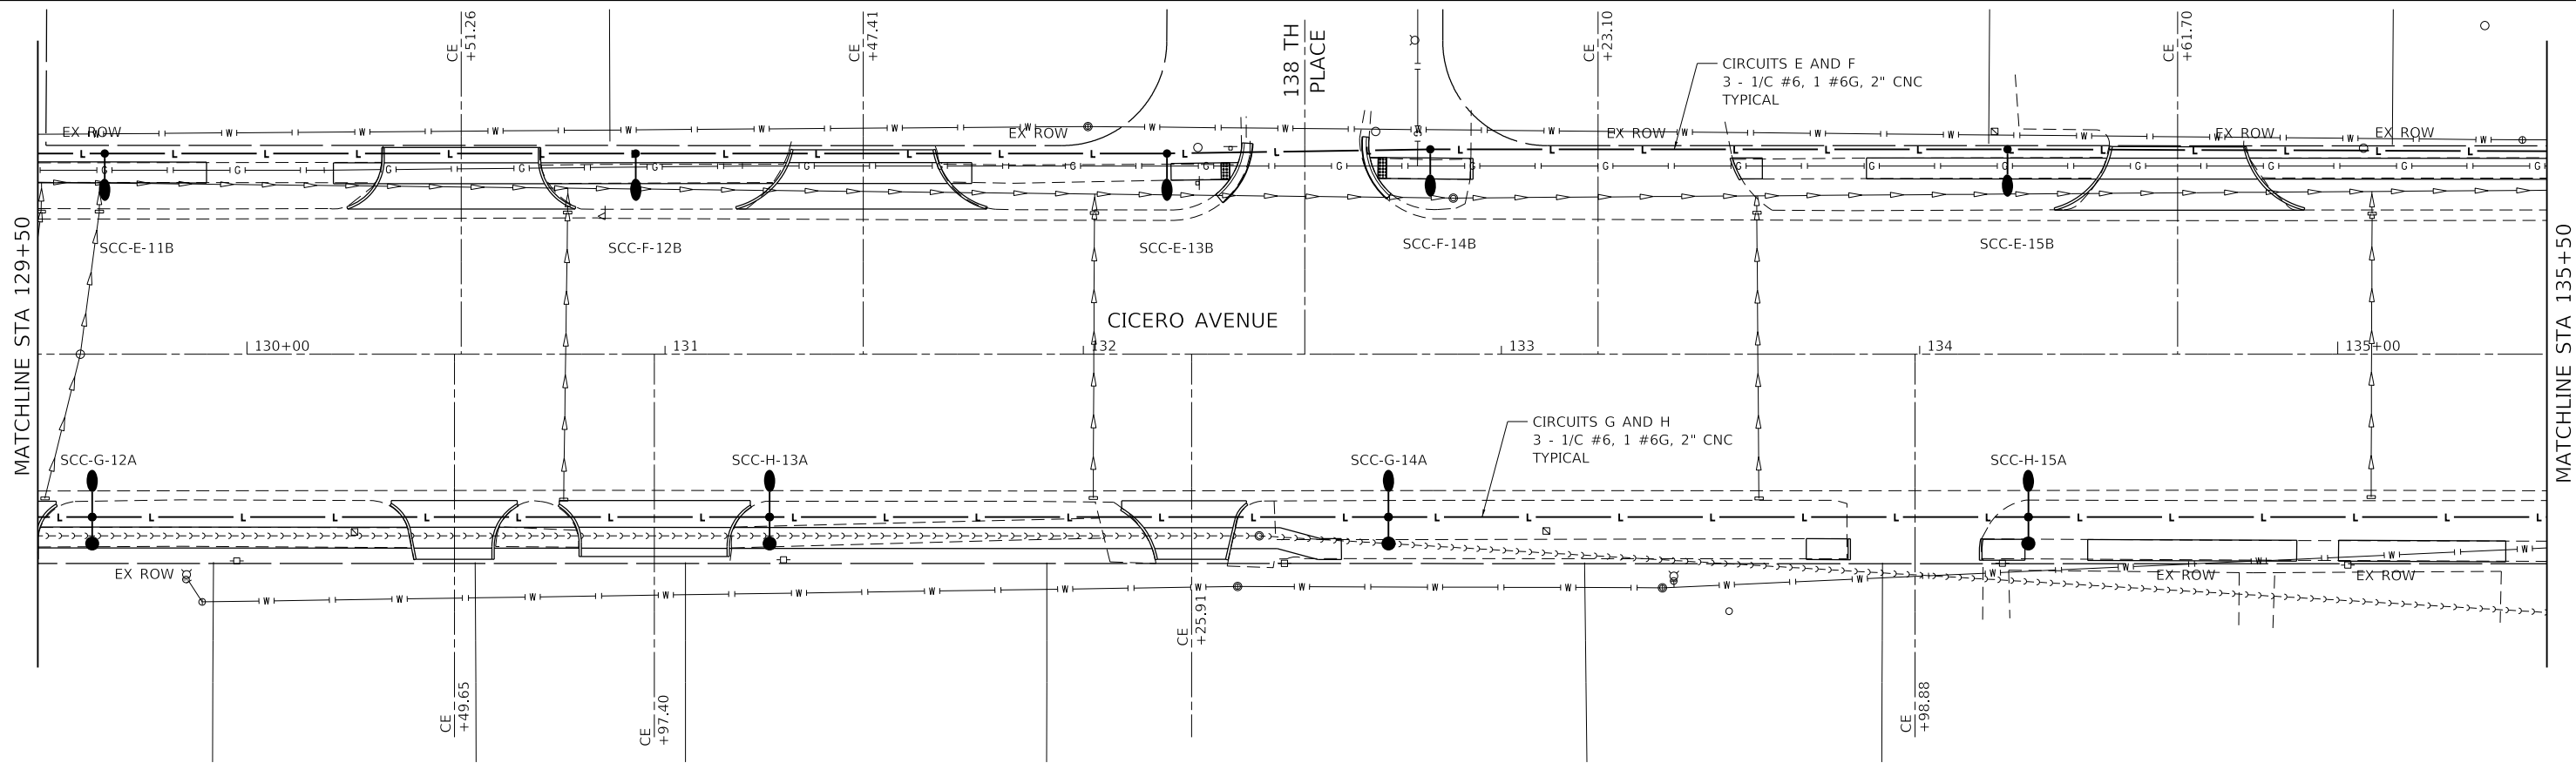 CE
+51.26
CE
+47.41
138 TH
PLACE
CE
+23.10
CE
+61.70
CIRCUITS E AND F
3 - 1/C #6, 1 #6G, 2" CNC
TYPICAL
EX ROW
EX ROW
EX ROW
EX ROW
EX ROW
SCC-E-11B
SCC-F-12B
SCC-E-13B
SCC-F-14B
SCC-E-15B
MATCHLINE STA 129+50
MATCHLINE STA 135+50
CICERO AVENUE
130+00
131
132
133
134
135+00
CIRCUITS G AND H
3 - 1/C #6, 1 #6G, 2" CNC
TYPICAL
SCC-G-12A
SCC-H-13A
SCC-G-14A
SCC-H-15A
EX ROW
EX ROW
EX ROW
CE
+49.65
CE
+97.40
CE
+25.91
CE
+98.88